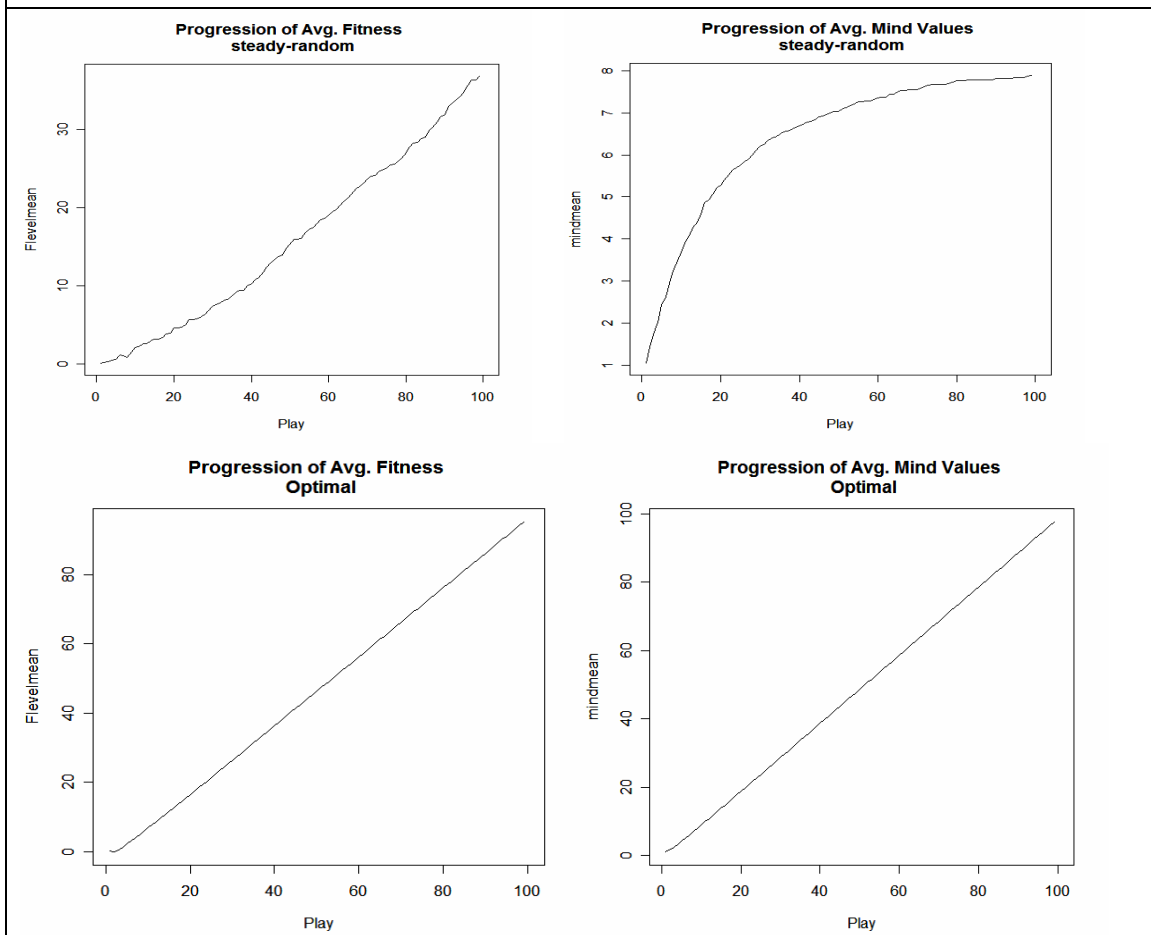 Progression of Avg. Fitness
steady-random
Flevelmean
30
20
10
0
0 20 40 60 80 100
Play
Progression of Avg. Mind Values
steady-random
mindmean
8
7
6
5
4
3
2
1
0 20 40 60 80 100
Play
Progression of Avg. Fitness
Optimal
Flevelmean
80
60
40
20
0
0 20 40 60 80 100
Play
Progression of Avg. Mind Values
Optimal
mindmean
100
80
60
40
20
0
0 20 40 60 80 100
Play